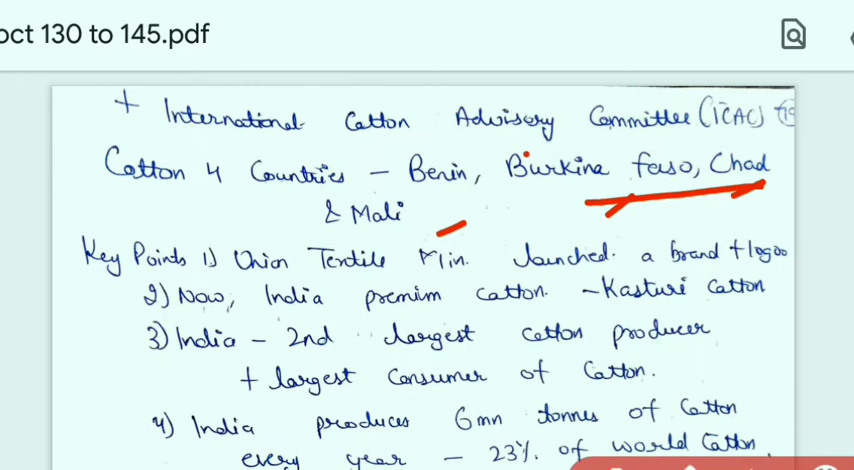 oct 130 to 145.pdf
+ International Cotton Advisory Committee (ICAC)
Cotton 4 Countries – Benin, Burkina faso, Chad
& Mali
Key Points 1) Union Textile Min. launched a brand + logo
2) Now, India premium cotton – Kasturi Cotton
3) India – 2nd largest cotton producer
+ largest Consumer of Cotton.
4) India produces 6mn tonnes of Cotton
every year – 23% of world Cotton